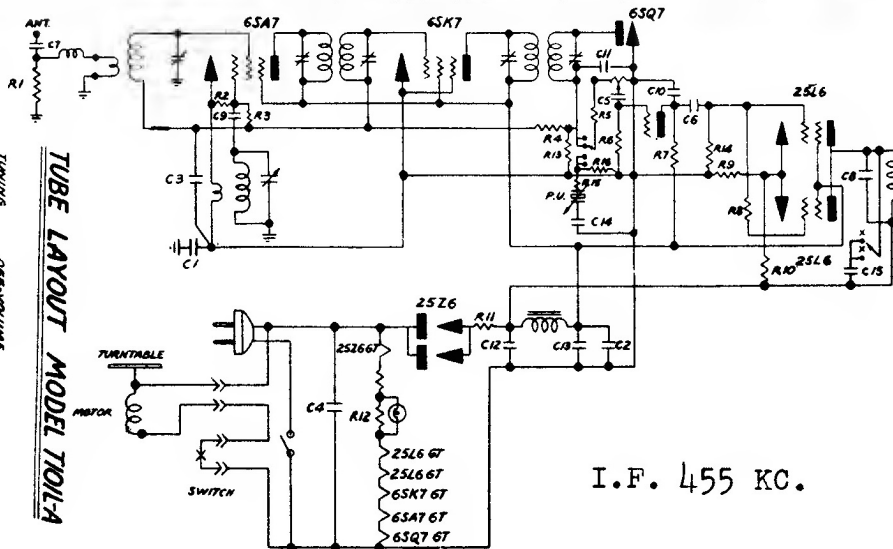 ANT.
C7
R1
6SA7
6SK7
6SQ7
C11
R2
C9
R3
R4
R5
C5
C10
C6
25L6
R6
R13
R16
R15
R7
R14
R9
R8
C8
C3
P.U.
C14
C1
25L6
R10
C15
TUBE LAYOUT MODEL T101L-A
TUNING
OFF-VOLUME
25Z6
R11
25Z6GT
C12
C13
C2
TURNTABLE
MOTOR
C4
R12
SWITCH
25L6 GT
25L6 GT
6SK7 GT
6SA7 GT
6SQ7 GT
I.F. 455 KC.